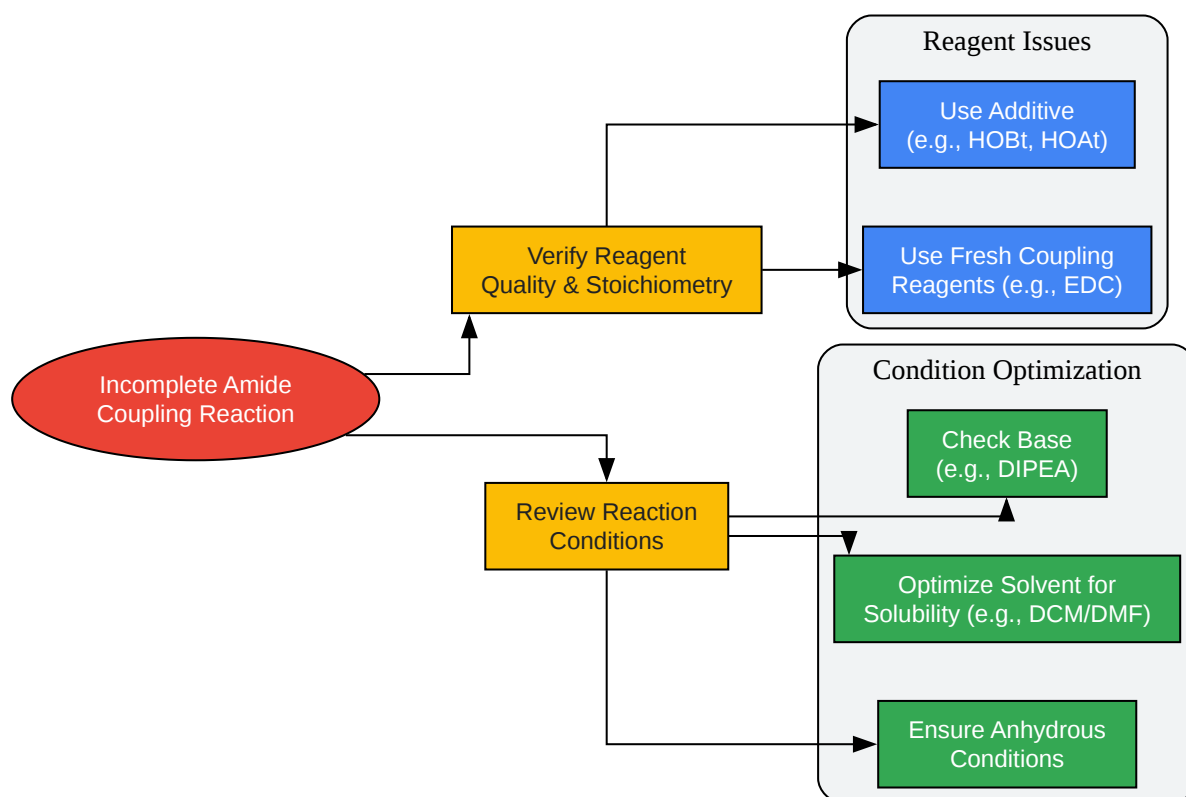 Reagent Issues
Use Additive
(e.g., HOBt, HOAt)
Verify Reagent
Quality & Stoichiometry
Use Fresh Coupling
Reagents (e.g., EDC)
Incomplete Amide
Coupling Reaction
Condition Optimization
Check Base
(e.g., DIPEA)
Review Reaction
Conditions
Optimize Solvent for
Solubility (e.g., DCM/DMF)
Ensure Anhydrous
Conditions